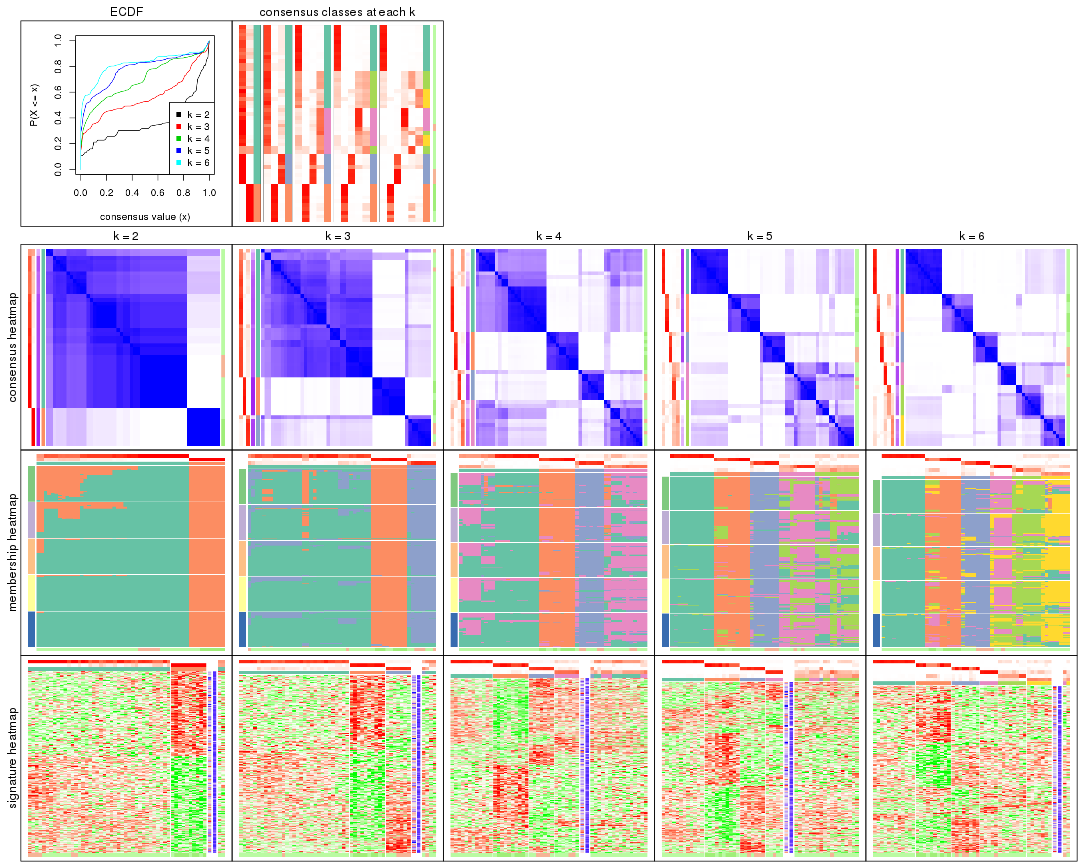 ECDF
consensus classes at each k
P(X <= x)
0.0 0.2 0.4 0.6 0.8 1.0
k = 2
k = 3
k = 4
k = 5
k = 6
0.0 0.2 0.4 0.6 0.8 1.0
consensus value (x)
k = 2
k = 3
k = 4
k = 5
k = 6
consensus heatmap
membership heatmap
signature heatmap